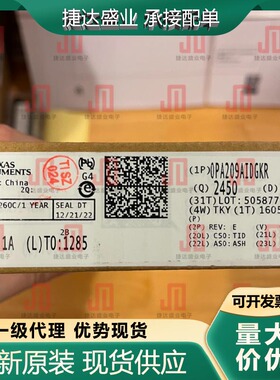 捷达盛业 承接配单
XAS
UMENTS
: China
2Q:
G4
(1P)OPA209AIDGKR
(Q) 2450
(D)
260C/1 YEAR
SEAL DT
12/21/22
(31T)LOT: 505877
(4W) TKY (1T) 1605
(P)
(2P) REV: E
(V)
(20L) CSO: TID
(21L)
(22L) ASO: ASH
(23L)
2B
1A (L)TO:1285
可开发票
一级代理 优势现货
新原装 现货供应
量大
价优